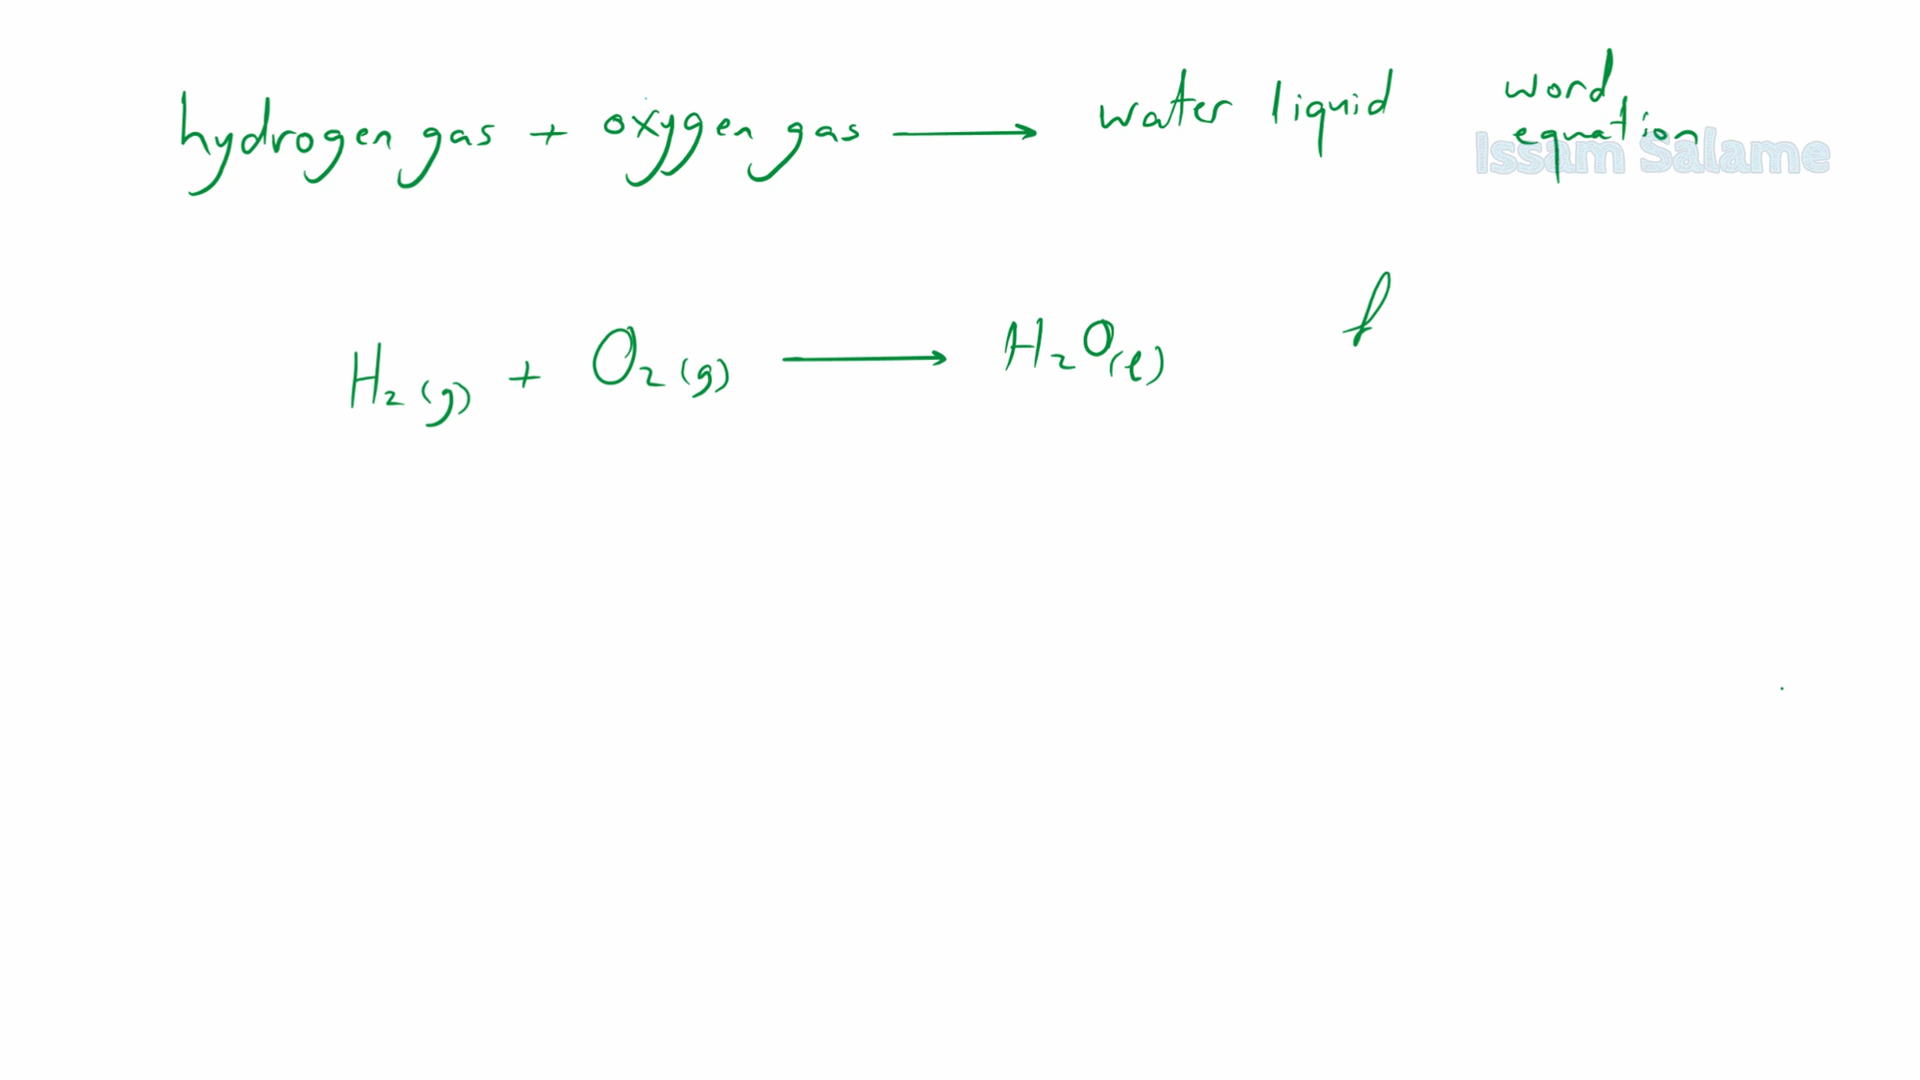 hydrogen gas + oxygen gas ⟶ water liquid word equation
Issam Salame
H₂(g) + O₂(g) ⟶ H₂O(l) f